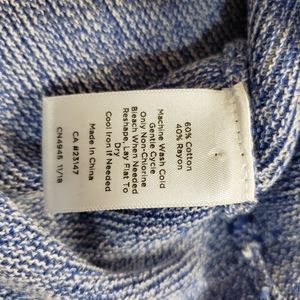 60% Cotton
40% Rayon
Machine Wash Cold
Gentle Cycle
Only Non-Chlorine
Bleach When Needed
Reshape, Lay Flat To
Dry
Cool Iron If Needed
Made In China
CA #23147
CN4945 11/18